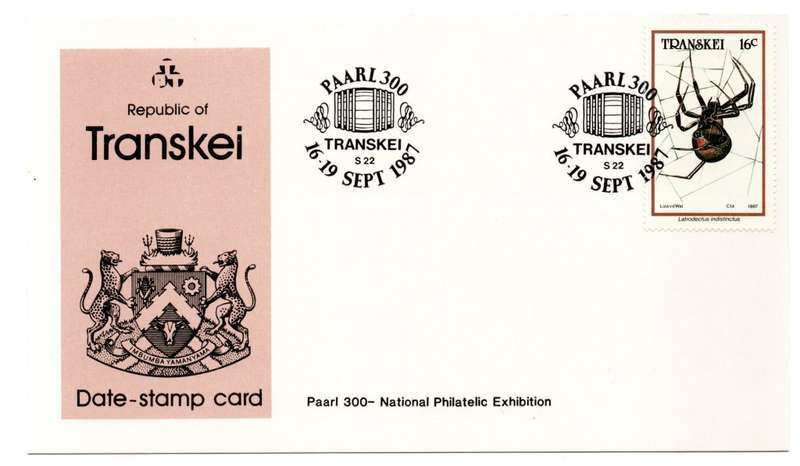 Republic of
Transkei
IMBUMBA YAMANYAMA
Date-stamp card
PAARL 300
TRANSKEI
S 22
16-19 SEPT 1987
PAARL 300
TRANSKEI
S 22
16-19 SEPT 1987
TRANSKEI 16c
1987
Latrodectus indistinctus
Paarl 300- National Philatelic Exhibition